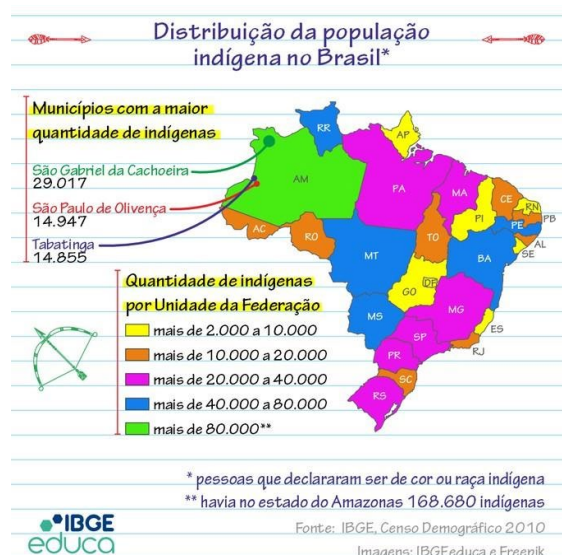 Distribuição da população
indígena no Brasil*
Municípios com a maior
quantidade de indígenas
São Gabriel da Cachoeira
29.017
São Paulo de Olivença
14.947
Tabatinga
14.855
RR
AP
AM
PA
MA
CE
RN
PB
PI
PE
AL
SE
AC
RO
TO
MT
BA
GO
DF
MG
ES
MS
SP
RJ
PR
SC
RS
Quantidade de indígenas
por Unidade da Federação
mais de 2.000 a 10.000
mais de 10.000 a 20.000
mais de 20.000 a 40.000
mais de 40.000 a 80.000
mais de 80.000**
* pessoas que declararam ser de cor ou raça indígena
** havia no estado do Amazonas 168.680 indígenas
IBGE
educa
Fonte: IBGE, Censo Demográfico 2010
Imagens: IBGEeduca e Freepik